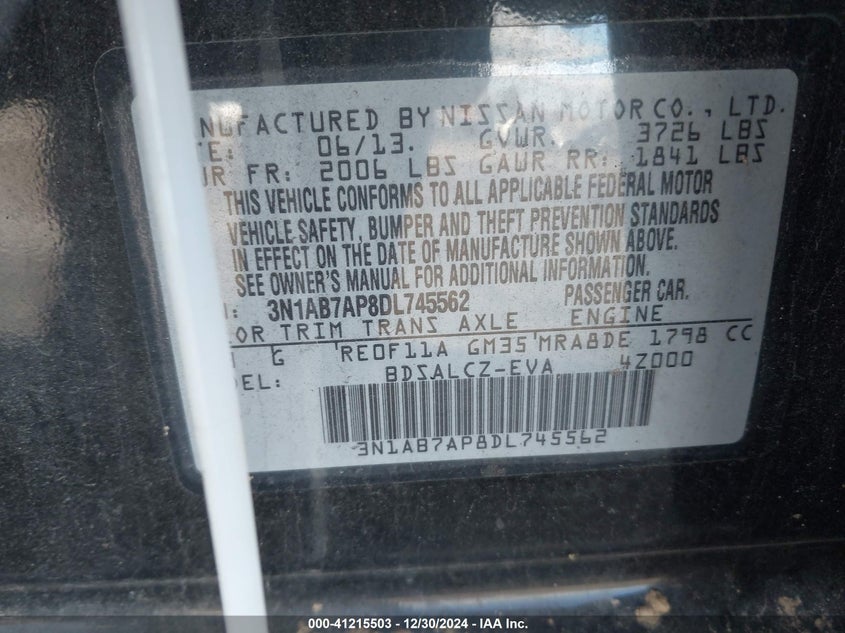 NUFACTURED BY NISSAN MOTOR CO., LTD.
TE: 06/13. GVWR. 3726 LBS
UR FR: 2006 LBS GAUR RR: 1841 LBS
THIS VEHICLE CONFORMS TO ALL APPLICABLE FEDERAL MOTOR
VEHICLE SAFETY, BUMPER AND THEFT PREVENTION STANDARDS
IN EFFECT ON THE DATE OF MANUFACTURE SHOWN ABOVE.
SEE OWNER'S MANUAL FOR ADDITIONAL INFORMATION.
: 3N1AB7AP8DL745562 PASSENGER CAR.
OR TRIM TRANS AXLE ENGINE
G RE0F11A GM35 MRA8DE 1798 CC
DEL: BDSALCZ-EVA 4Z000
3N1AB7AP8DL745562
000-41215503 - 12/30/2024 - IAA Inc.